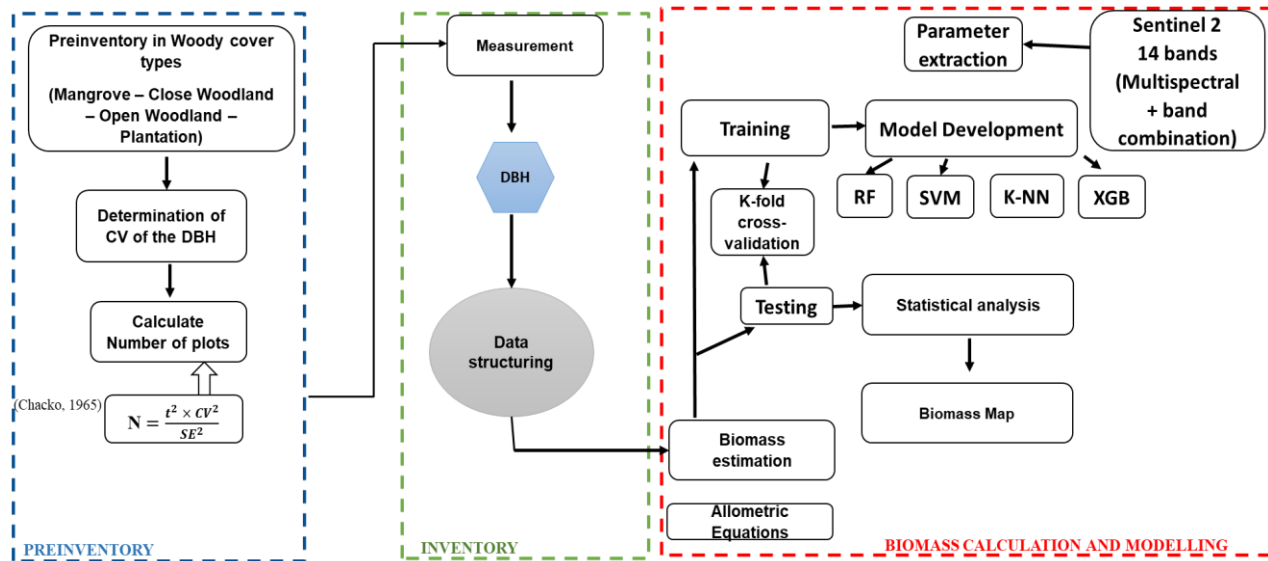 Preinventory in Woody cover
types
(Mangrove – Close Woodland
– Open Woodland –
Plantation)
Determination of
CV of the DBH
Calculate
Number of plots
(Chacko, 1965)
N = t² × CV² / SE²
PREINVENTORY
Measurement
DBH
Data
structuring
INVENTORY
Parameter
extraction
Sentinel 2
14 bands
(Multispectral
+ band
combination)
Training
Model Development
RF
SVM
K-NN
XGB
K-fold
cross-
validation
Testing
Statistical analysis
Biomass Map
Biomass
estimation
Allometric
Equations
BIOMASS CALCULATION AND MODELLING